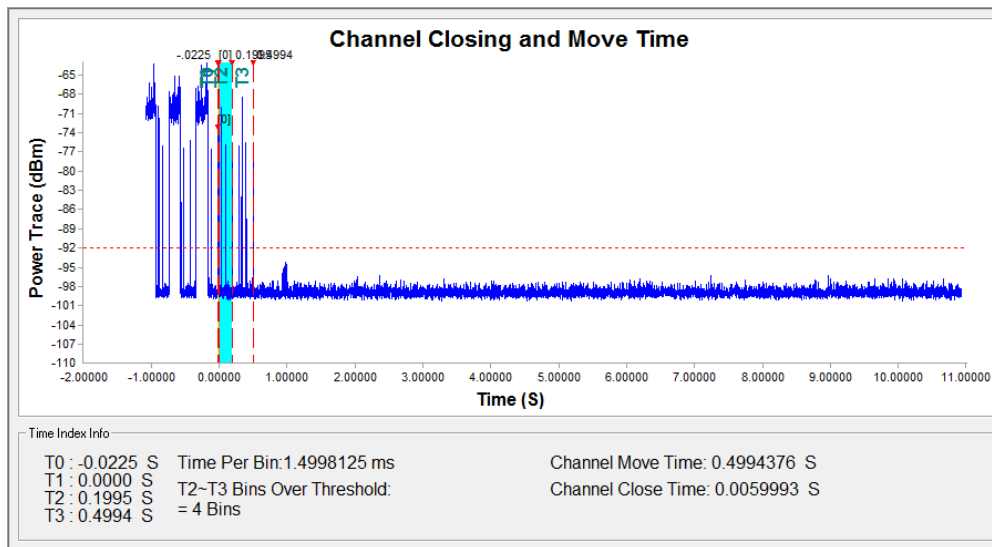 Channel Closing and Move Time
-.0225 [0] 0.1995 0.4994
T2 T3
[0]
-65
-68
-71
-74
-77
-80
-83
-86
-89
-92
-95
-98
-101
-104
-107
-110
Power Trace (dBm)
-2.00000 -1.00000 0.00000 1.00000 2.00000 3.00000 4.00000 5.00000 6.00000 7.00000 8.00000 9.00000 10.00000 11.00000
Time (S)
Time Index Info
T0 : -0.0225 S
T1 : 0.0000 S
T2 : 0.1995 S
T3 : 0.4994 S
Time Per Bin:1.4998125 ms
T2~T3 Bins Over Threshold:
= 4 Bins
Channel Move Time: 0.4994376 S
Channel Close Time: 0.0059993 S